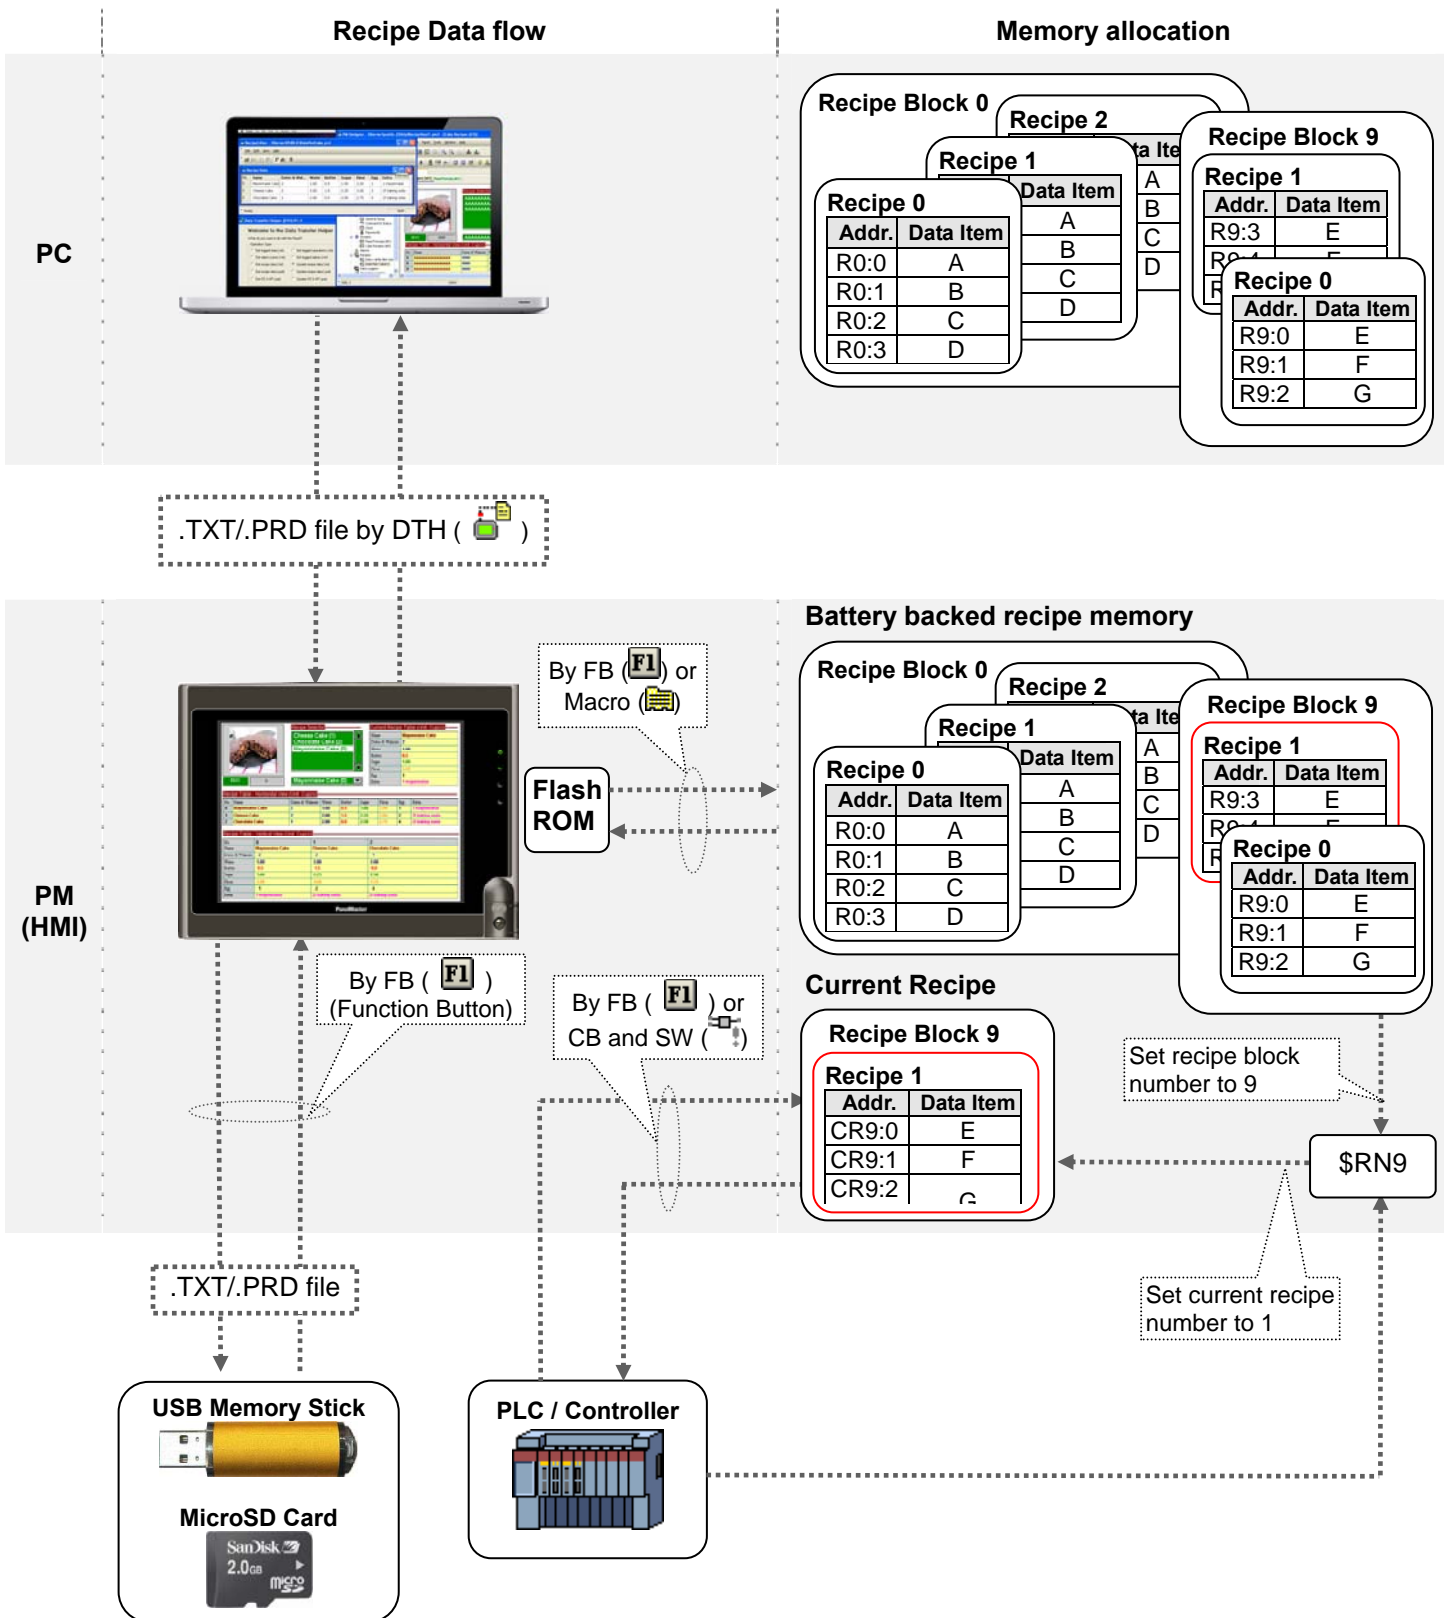 Recipe Data flow
Memory allocation
PC
Recipe Block 0
Recipe 2
ta Ite
A
B
C
D
Recipe 1
Data Item
A
B
C
D
Recipe 0
Addr. Data Item
R0:0 A
R0:1 B
R0:2 C
R0:3 D
Recipe Block 9
Recipe 1
Addr. Data Item
R9:3 E
Recipe 0
Addr. Data Item
R9:0 E
R9:1 F
R9:2 G
.TXT/.PRD file by DTH ( )
PM
(HMI)
By FB (F1) or
Macro ( )
Flash
ROM
Battery backed recipe memory
Recipe Block 0
Recipe 2
ta Ite
A
B
C
D
Recipe 1
Data Item
A
B
C
D
Recipe 0
Addr. Data Item
R0:0 A
R0:1 B
R0:2 C
R0:3 D
Recipe Block 9
Recipe 1
Addr. Data Item
R9:3 E
Recipe 0
Addr. Data Item
R9:0 E
R9:1 F
R9:2 G
By FB ( F1 )
(Function Button)
By FB ( F1 ) or
CB and SW ( )
Current Recipe
Recipe Block 9
Recipe 1
Addr. Data Item
CR9:0 E
CR9:1 F
CR9:2 G
Set recipe block
number to 9
$RN9
Set current recipe
number to 1
.TXT/.PRD file
USB Memory Stick
MicroSD Card
SanDisk
2.0GB
micro
PLC / Controller